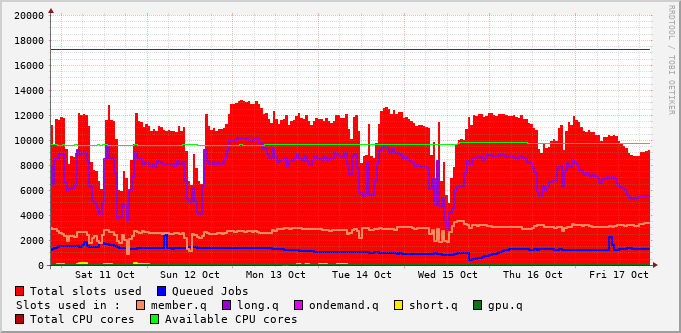 RRDTOOL / TOBI OETIKER
20000
18000
16000
14000
12000
10000
8000
6000
4000
2000
0
Sat 11 Oct Sun 12 Oct Mon 13 Oct Tue 14 Oct Wed 15 Oct Thu 16 Oct Fri 17 Oct
Total slots used Queued Jobs
Slots used in : member.q long.q ondemand.q short.q gpu.q
Total CPU cores Available CPU cores